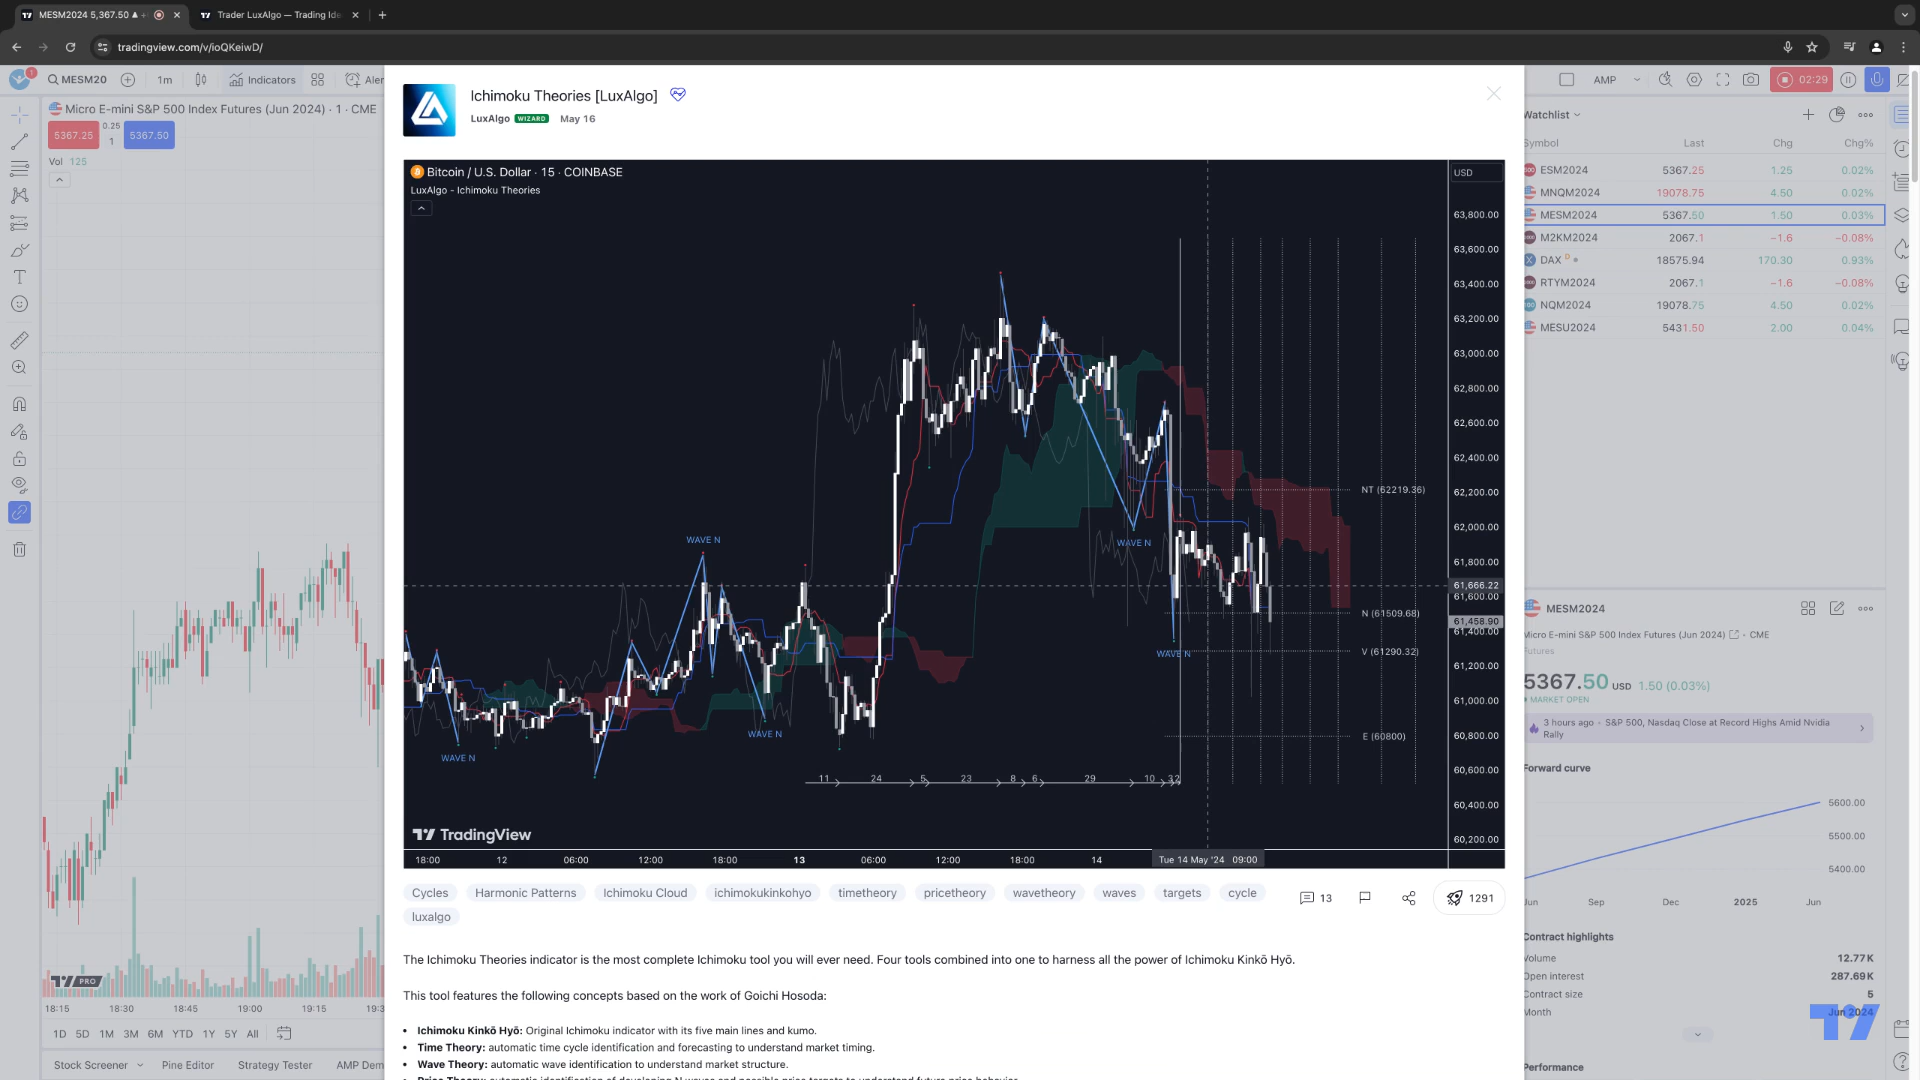 MESM2024 5,367.50
Trader LuxAlgo — Trading Ide
tradingview.com/v/ioQKeiwD/
MESM20
1m
Indicators
Aler
AMP
02:29
Micro E-mini S&P 500 Index Futures (Jun 2024) · 1 · CME
5367.25
0.25
1
5367.50
Vol 125
Ichimoku Theories [LuxAlgo]
LuxAlgo WIZARD May 16
Bitcoin / U.S. Dollar · 15 · COINBASE
LuxAlgo - Ichimoku Theories
USD
63,800.00
63,600.00
63,400.00
63,200.00
63,000.00
62,800.00
62,600.00
62,400.00
62,200.00
62,000.00
61,800.00
61,666.22
61,600.00
61,458.90
61,400.00
61,200.00
61,000.00
60,800.00
60,600.00
60,400.00
60,200.00
NT (62219.36)
N (61509.68)
V (61290.32)
E (60800)
WAVE N
WAVE N
WAVE N
WAVE N
WAVE N
11 24 5 23 8 6 29 10 3 2
TradingView
18:00 12 06:00 12:00 18:00 13 06:00 12:00 18:00 14 Tue 14 May '24 09:00
Cycles Harmonic Patterns Ichimoku Cloud ichimokukinkohyo timetheory pricetheory wavetheory waves targets cycle
luxalgo
13
1291
The Ichimoku Theories indicator is the most complete Ichimoku tool you will ever need. Four tools combined into one to harness all the power of Ichimoku Kinkō Hyō.
This tool features the following concepts based on the work of Goichi Hosoda:
• Ichimoku Kinkō Hyō: Original Ichimoku indicator with its five main lines and kumo.
• Time Theory: automatic time cycle identification and forecasting to understand market timing.
• Wave Theory: automatic wave identification to understand market structure.
PRO
18:15 18:30 18:45 19:00 19:15 19:3
1D 5D 1M 3M 6M YTD 1Y 5Y All
Stock Screener Pine Editor Strategy Tester AMP Dem
Watchlist
Symbol Last Chg Chg%
ESM2024 5367.25 1.25 0.02%
MNQM2024 19078.75 4.50 0.02%
MESM2024 5367.50 1.50 0.03%
M2KM2024 2067.1 −1.6 −0.08%
DAX D 18575.94 170.30 0.93%
RTYM2024 2067.1 −1.6 −0.08%
NQM2024 19078.75 4.50 0.02%
MESU2024 5431.50 2.00 0.04%
MESM2024
Micro E-mini S&P 500 Index Futures (Jun 2024) · CME
Futures
5367.50 USD 1.50 (0.03%)
MARKET OPEN
3 hours ago · S&P 500, Nasdaq Close at Record Highs Amid Nvidia
Rally
Forward curve
5600.00
5500.00
5400.00
Jun Sep Dec 2025 Jun
Contract highlights
Volume 12.77K
Open interest 287.69K
Contract size 5
Month Jun 2024
Performance